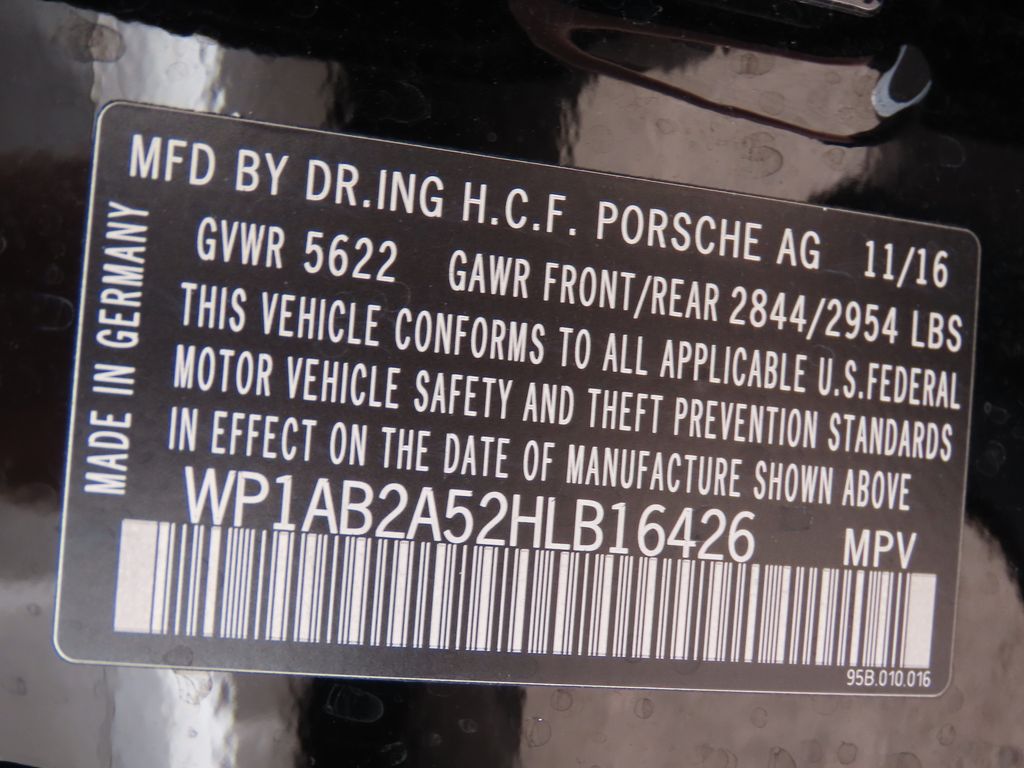 MFD BY DR.ING H.C.F. PORSCHE AG 11/16
GVWR 5622 GAWR FRONT/REAR 2844/2954 LBS
THIS VEHICLE CONFORMS TO ALL APPLICABLE U.S.FEDERAL
MOTOR VEHICLE SAFETY AND THEFT PREVENTION STANDARDS
IN EFFECT ON THE DATE OF MANUFACTURE SHOWN ABOVE
WP1AB2A52HLB16426 MPV
95B.010.016
MADE IN GERMANY